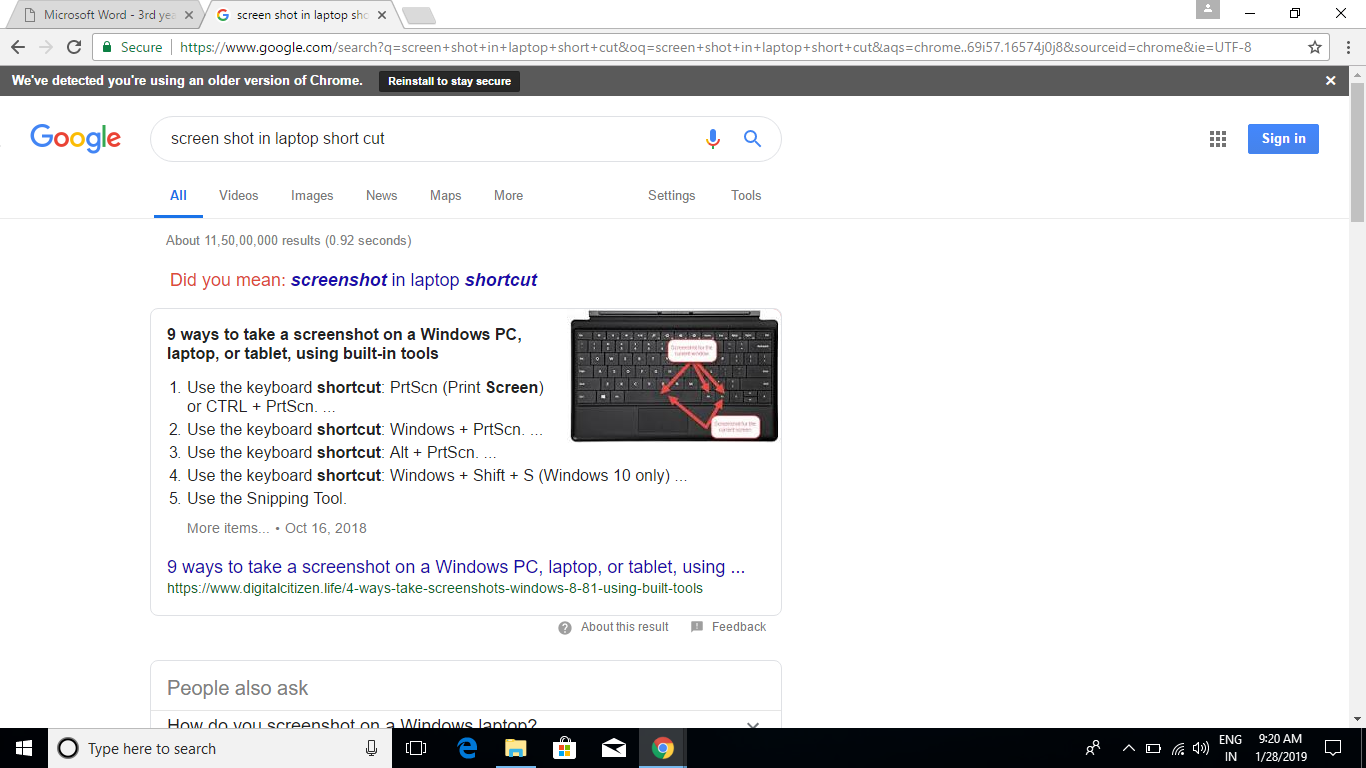 Microsoft Word - 3rd yea
screen shot in laptop sho
Secure
https://www.google.com/search?q=screen+shot+in+laptop+short+cut&oq=screen+shot+in+laptop+short+cut&aqs=chrome..69i57.16574j0j8&sourceid=chrome&ie=UTF-8
We've detected you're using an older version of Chrome. Reinstall to stay secure
Google
screen shot in laptop short cut
Sign in
All Videos Images News Maps More Settings Tools
About 11,50,00,000 results (0.92 seconds)
Did you mean: screenshot in laptop shortcut
9 ways to take a screenshot on a Windows PC,
laptop, or tablet, using built-in tools
1. Use the keyboard shortcut: PrtScn (Print Screen)
or CTRL + PrtScn. ...
2. Use the keyboard shortcut: Windows + PrtScn. ...
3. Use the keyboard shortcut: Alt + PrtScn. ...
4. Use the keyboard shortcut: Windows + Shift + S (Windows 10 only) ...
5. Use the Snipping Tool.
More items... • Oct 16, 2018
Screenshot for the
current window
Screenshot for the
current screen
9 ways to take a screenshot on a Windows PC, laptop, or tablet, using ...
https://www.digitalcitizen.life/4-ways-take-screenshots-windows-8-81-using-built-tools
About this result Feedback
People also ask
How do you screenshot on a Windows laptop?
Type here to search
ENG
IN
9:20 AM
1/28/2019